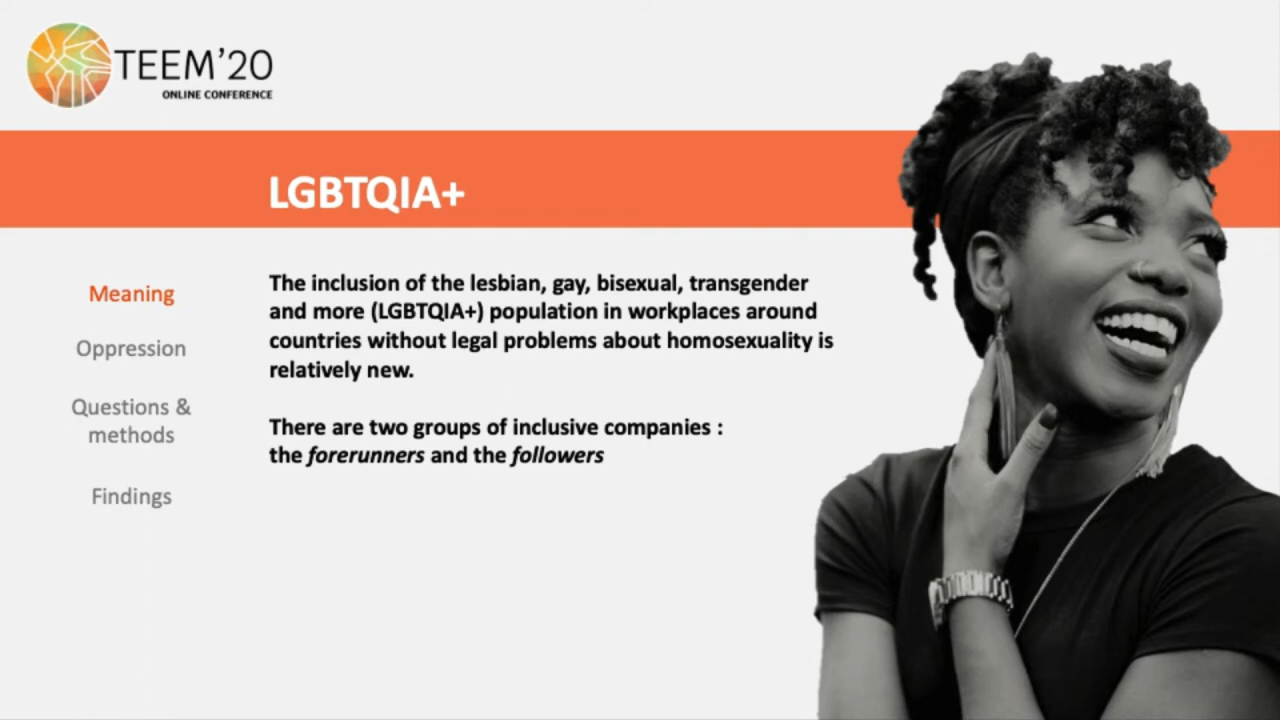 TEEM’20
ONLINE CONFERENCE
LGBTQIA+
Meaning
Oppression
Questions &
methods
Findings
The inclusion of the lesbian, gay, bisexual, transgender
and more (LGBTQIA+) population in workplaces around
countries without legal problems about homosexuality is
relatively new.
There are two groups of inclusive companies :
the forerunners and the followers